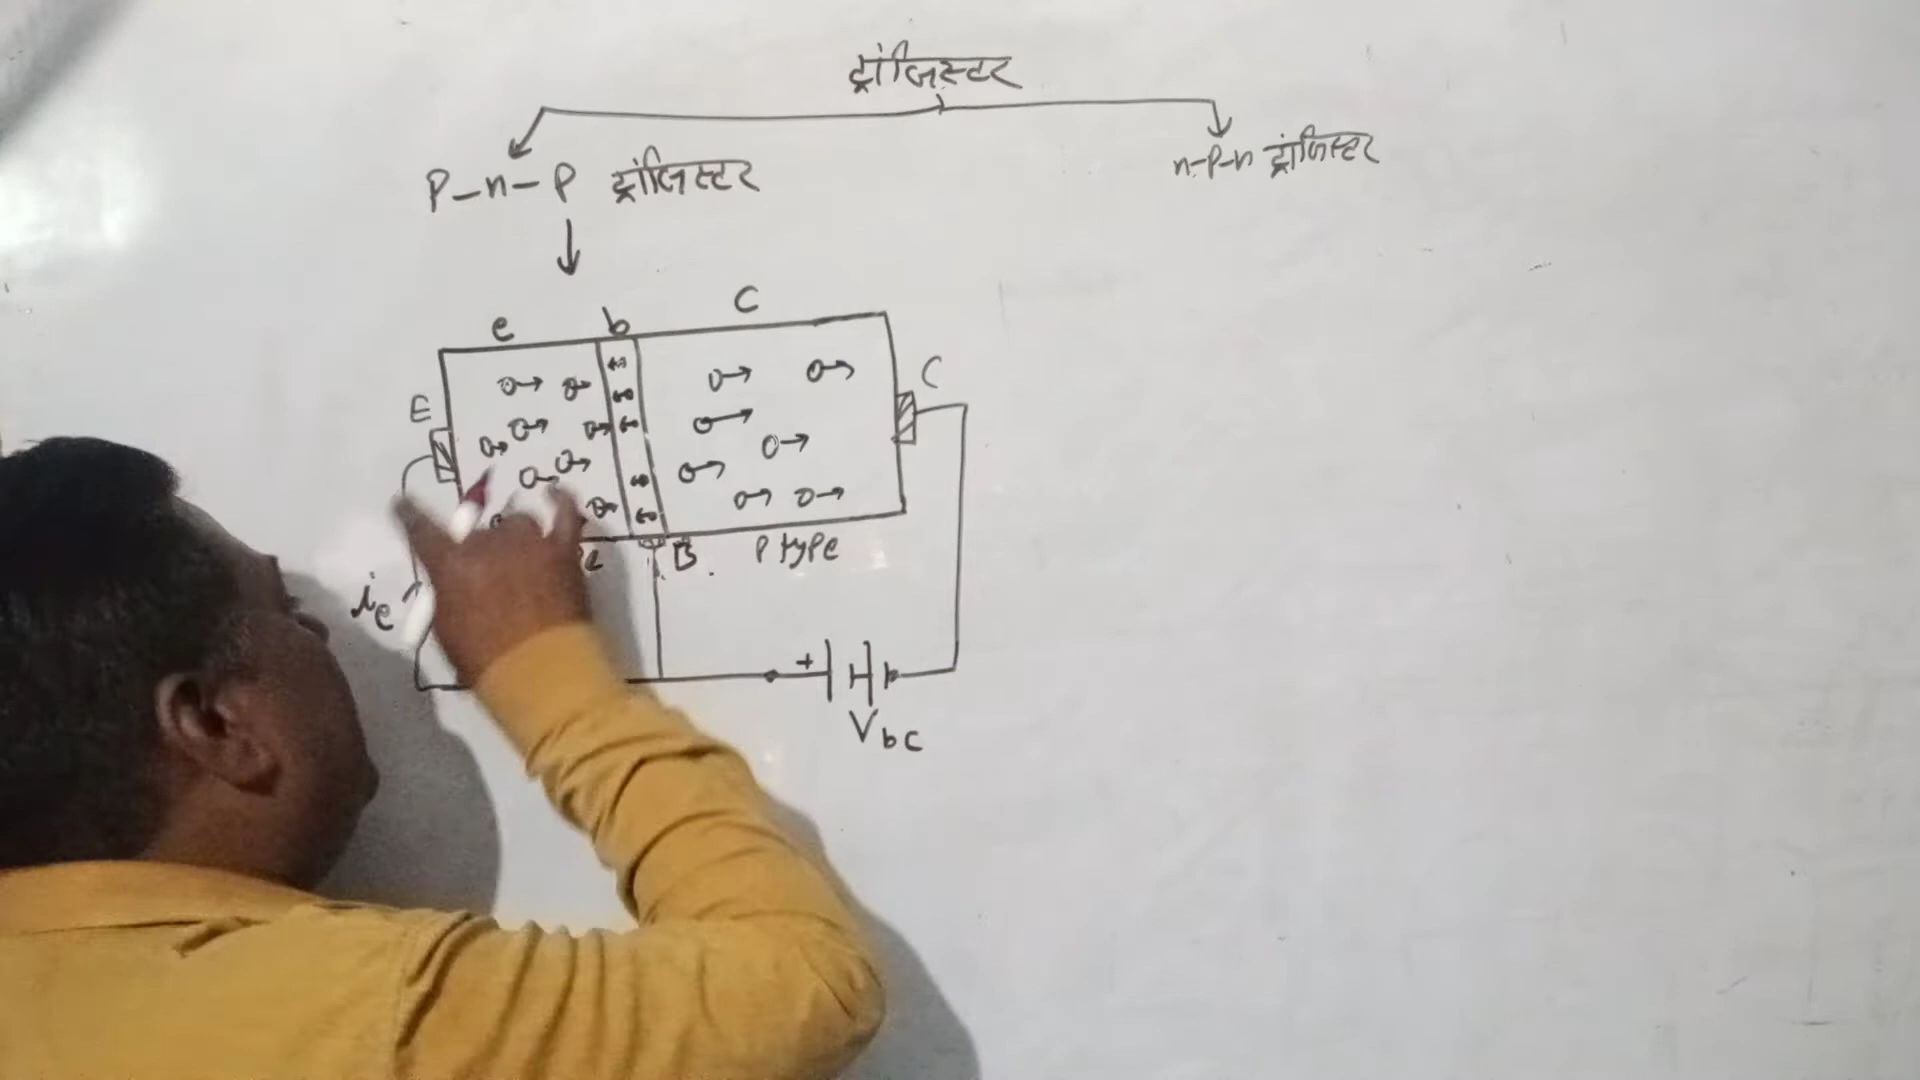 ट्रांजिस्टर
P-n-P ट्रांजिस्टर
n-P-n ट्रांजिस्टर
e b C
E
C
B
P type
ie
+
Vbc